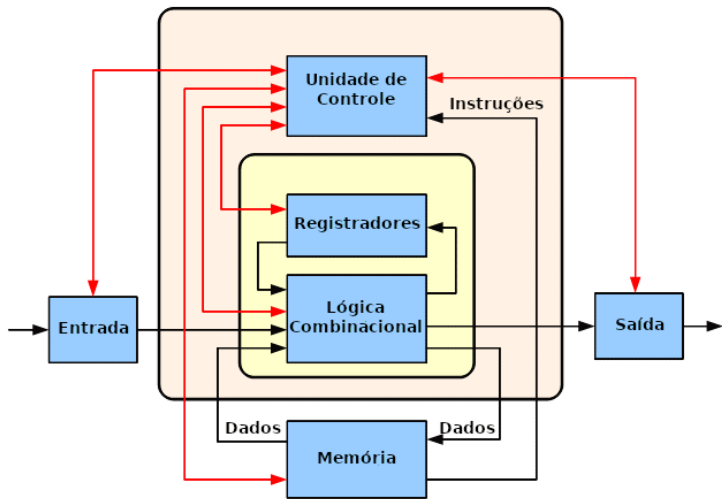 Unidade de
Controle
Instruções
Registradores
Lógica
Combinacional
Entrada
Saída
Dados
Dados
Memória